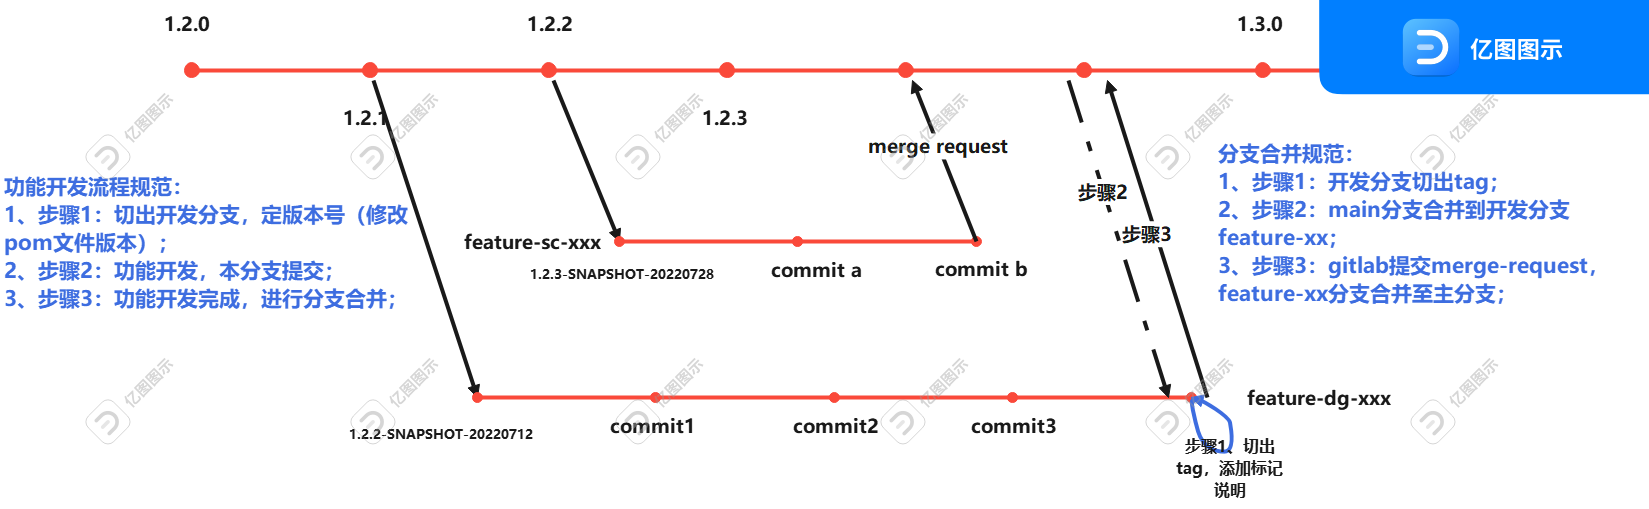 1.2.0
1.2.2
1.3.0
亿图图示
1.2.1
1.2.3
merge request
功能开发流程规范：
1、步骤1：切出开发分支，定版本号（修改
pom文件版本）；
2、步骤2：功能开发，本分支提交；
3、步骤3：功能开发完成，进行分支合并；
分支合并规范：
1、步骤1：开发分支切出tag；
2、步骤2：main分支合并到开发分支
feature-xx；
3、步骤3：gitlab提交merge-request，
feature-xx分支合并至主分支；
步骤2
步骤3
feature-sc-xxx
1.2.3-SNAPSHOT-20220728
commit a
commit b
feature-dg-xxx
1.2.2-SNAPSHOT-20220712
commit1
commit2
commit3
步骤1、切出
tag，添加标记
说明
亿图图示
亿图图示
亿图图示
亿图图示
亿图图示
亿图图示
亿图图示
亿图图示
亿图图示
亿图图示
亿图图示
亿图图示